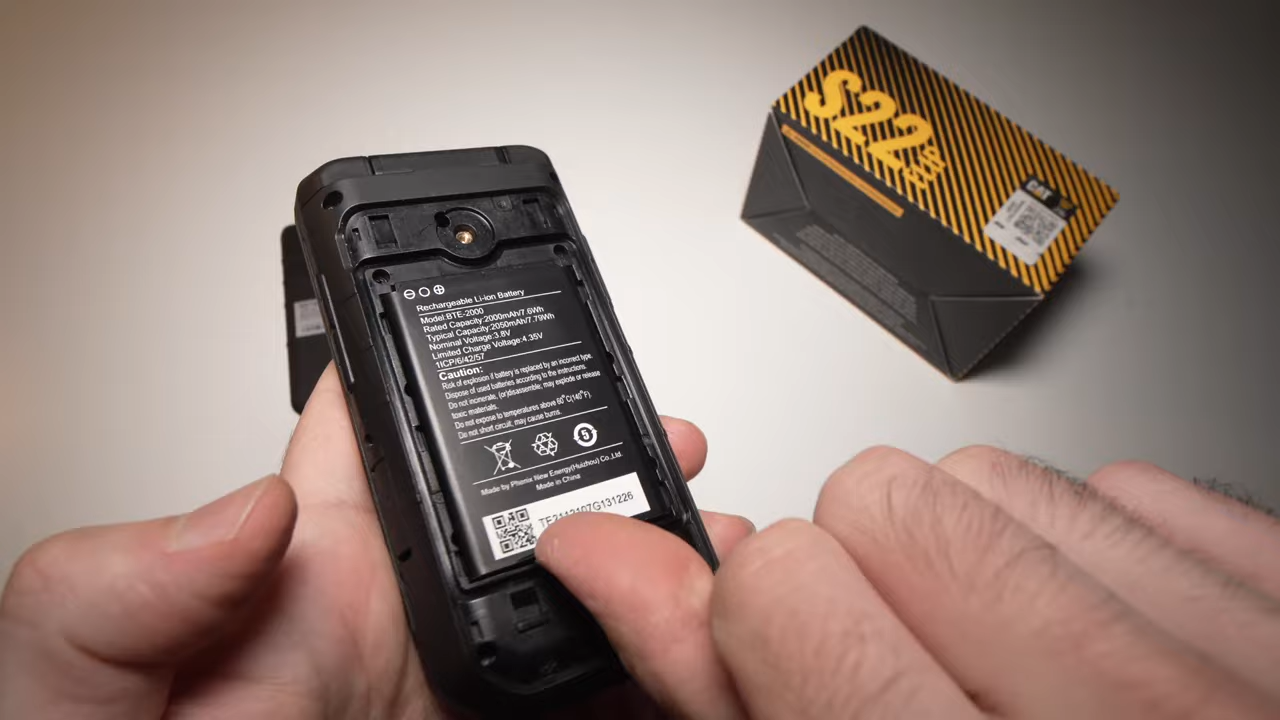 S22
FLIP
CAT
⊖ ○ ⊕
Rechargeable Li-ion Battery
Model:BTE-2000
Rated Capacity:2000mAh/7.6Wh
Typical Capacity:2050mAh/7.79Wh
Nominal Voltage:3.8V
Limited Charge Voltage:4.35V
1ICP/6/42/57
Caution:
Risk of explosion if battery is replaced by an incorrect type.
Dispose of used batteries according to the instructions.
Do not incinerate, (or)disassemble, may explode or release
toxic materials.
Do not expose to temperatures above 60°C(140°F).
Do not short circuit, may cause burns.
5
Made by Phenix New Energy(Huizhou) Co.,Ltd.
Made in China